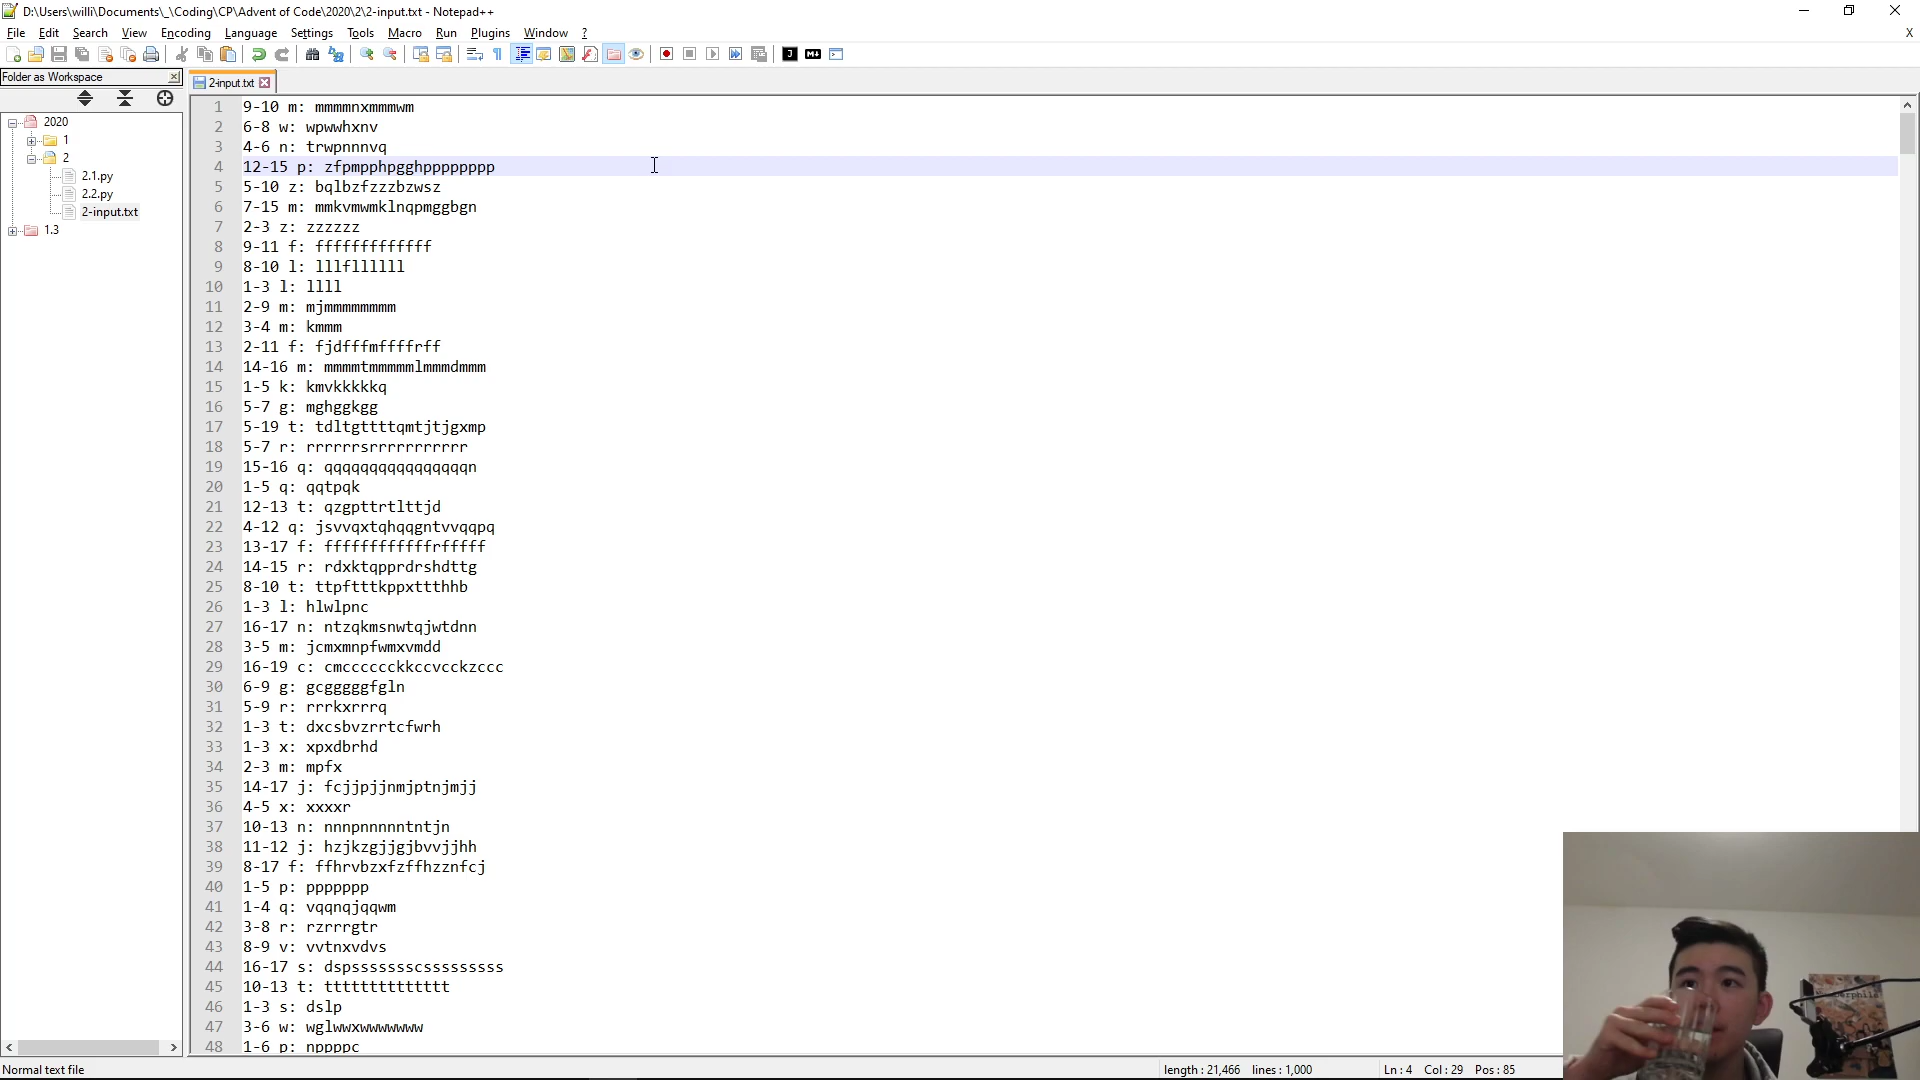 D:\Users\willi\Documents\_\Coding\CP\Advent of Code\2020\2\2-input.txt - Notepad++
File Edit Search View Encoding Language Settings Tools Macro Run Plugins Window ? X
Folder as Workspace
2020
1
2
2.1.py
2.2.py
2-input.txt
1.3
2-input.txt
1 9-10 m: mmmmnxmmmwm
2 6-8 w: wpwwhxnv
3 4-6 n: trwpnnnvq
4 12-15 p: zfpmpphpgghpppppppp
5 5-10 z: bqlbzfzzzbzwsz
6 7-15 m: mmkvmwmklnqpmggbgn
7 2-3 z: zzzzzz
8 9-11 f: fffffffffffff
9 8-10 l: lllfllllll
10 1-3 l: llll
11 2-9 m: mjmmmmmmmm
12 3-4 m: kmmm
13 2-11 f: fjdfffmffffrff
14 14-16 m: mmmmtmmmmmlmmmdmmm
15 1-5 k: kmvkkkkkq
16 5-7 g: mghggkgg
17 5-19 t: tdltgttttqmtjtjgxmp
18 5-7 r: rrrrrrsrrrrrrrrrrr
19 15-16 q: qqqqqqqqqqqqqqqqn
20 1-5 q: qqtpqk
21 12-13 t: qzgpttrtlttjd
22 4-12 q: jsvvqxtqhqqgntvvqqpq
23 13-17 f: ffffffffffffrfffff
24 14-15 r: rdxktqpprdrshdttg
25 8-10 t: ttpftttkppxttthhb
26 1-3 l: hlwlpnc
27 16-17 n: ntzqkmsnwtqjwtdnn
28 3-5 m: jcmxmnpfwmxvmdd
29 16-19 c: cmcccccckkccvcckzccc
30 6-9 g: gcgggggfgln
31 5-9 r: rrrkxrrrq
32 1-3 t: dxcsbvzrrtcfwrh
33 1-3 x: xpxdbrhd
34 2-3 m: mpfx
35 14-17 j: fcjjpjjnmjptnjmjj
36 4-5 x: xxxxr
37 10-13 n: nnnpnnnnntntjn
38 11-12 j: hzjkzgjjgjbvvjjhh
39 8-17 f: ffhrvbzxfzffhzznfcj
40 1-5 p: ppppppp
41 1-4 q: vqqnqjqqwm
42 3-8 r: rzrrrgtr
43 8-9 v: vvtnxvdvs
44 16-17 s: dspsssssssscsssssssss
45 10-13 t: tttttttttttttt
46 1-3 s: dslp
47 3-6 w: wglwwxwwwwwww
48 1-6 p: nppppc
Normal text file length : 21,466 lines : 1,000 Ln : 4 Col : 29 Pos : 85